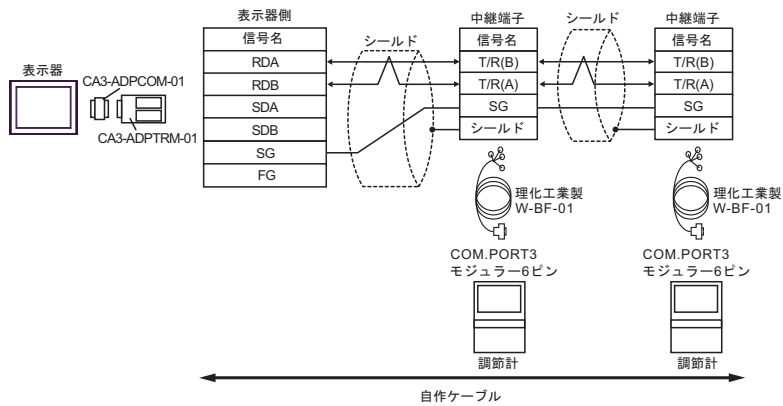 表示器
CA3-ADPCOM-01
CA3-ADPTRM-01
表示器側
信号名
RDA
RDB
SDA
SDB
SG
FG
シールド
中継端子
信号名
T/R(B)
T/R(A)
SG
シールド
シールド
中継端子
信号名
T/R(B)
T/R(A)
SG
シールド
理化工業製
W-BF-01
COM.PORT3
モジュラー6ピン
調節計
理化工業製
W-BF-01
COM.PORT3
モジュラー6ピン
調節計
自作ケーブル